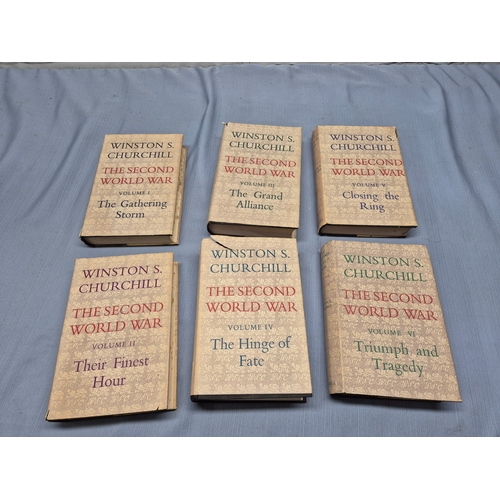 WINSTON S.
CHURCHILL
THE SECOND
WORLD WAR
VOLUME I
The Gathering
Storm
WINSTON S.
CHURCHILL
THE SECOND
WORLD WAR
VOLUME III
The Grand
Alliance
WINSTON S.
CHURCHILL
THE SECOND
WORLD WAR
VOLUME V
Closing the
Ring
WINSTON S.
CHURCHILL
THE SECOND
WORLD WAR
VOLUME II
Their Finest
Hour
WINSTON S.
CHURCHILL
THE SECOND
WORLD WAR
VOLUME IV
The Hinge of
Fate
WINSTON S.
CHURCHILL
THE SECOND
WORLD WAR
VOLUME VI
Triumph and
Tragedy